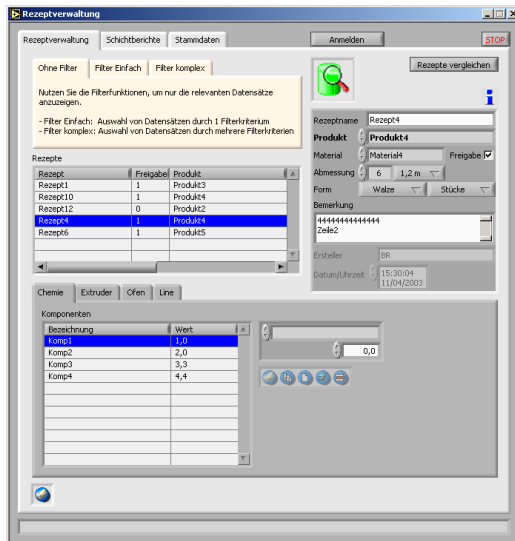 Rezeptverwaltung
Rezeptverwaltung Schichtberichte Stammdaten Anmelden STOP
Ohne Filter Filter Einfach Filter komplex Rezepte vergleichen
Nutzen Sie die Filterfunktionen, um nur die relevanten Datensätze
anzuzeigen.
- Filter Einfach: Auswahl von Datensätzen durch 1 Filterkriterium
- Filter komplex: Auswahl von Datensätzen durch mehrere Filterkriterien
Rezeptname Rezept4
Produkt Produkt4
Material Material4 Freigabe
Abmessung 6 1,2 m
Form Walze Stücke
Bemerkung
44444444444444
Zeile2
Ersteller BR
Datum/Uhrzeit 15:30:04
11/04/2003
Rezepte
Rezept Freigabe Produkt
Rezept1 1 Produkt3
Rezept10 1 Produkt4
Rezept12 0 Produkt2
Rezept4 1 Produkt4
Rezept6 1 Produkt5
Chemie Extruder Ofen Line
Komponenten
Bezeichnung Wert
Komp1 1,0
Komp2 2,0
Komp3 3,3
Komp4 4,4
0,0